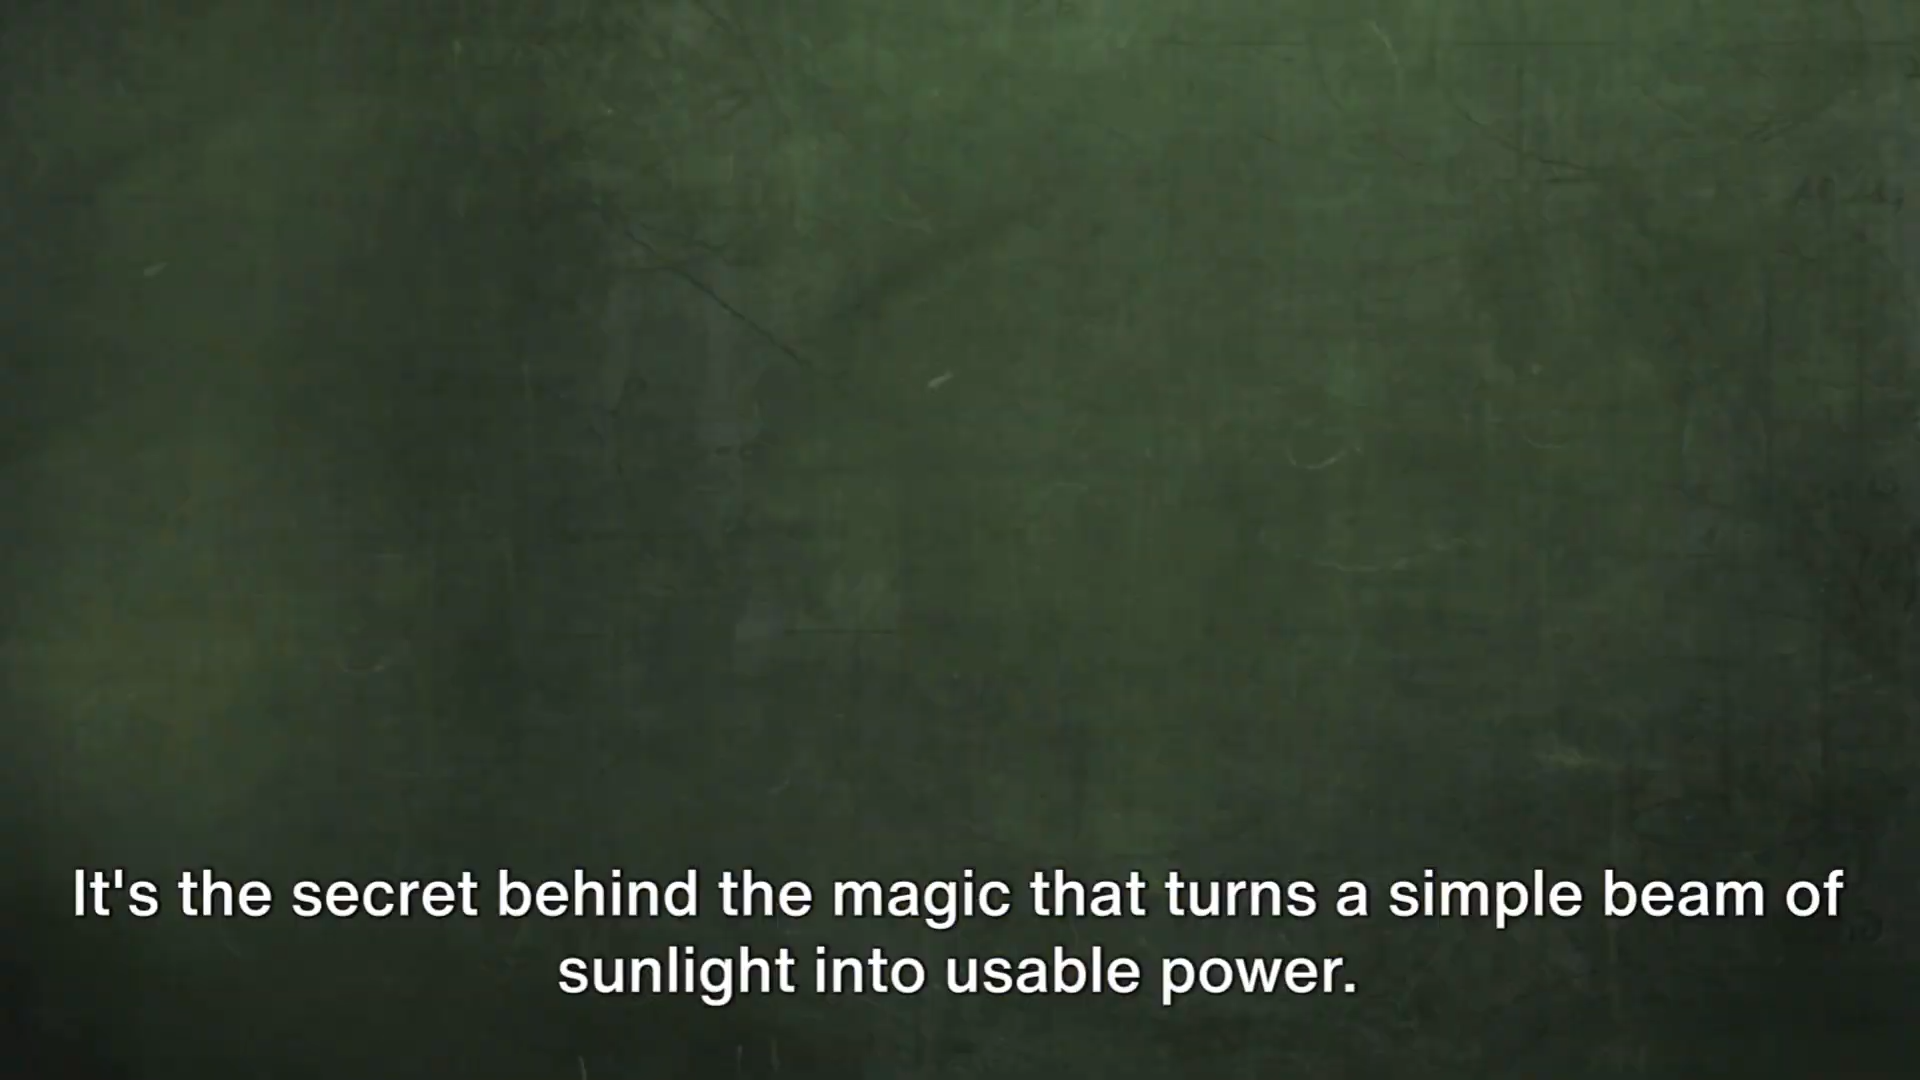 It's the secret behind the magic that turns a simple beam of
sunlight into usable power.